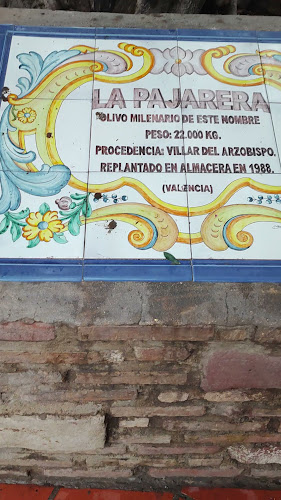 LA PAJARERA
OLIVO MILENARIO DE ESTE NOMBRE
PESO: 22.000 KG.
PROCEDENCIA: VILLAR DEL ARZOBISPO.
REPLANTADO EN ALMACERA EN 1988.
(VALENCIA)